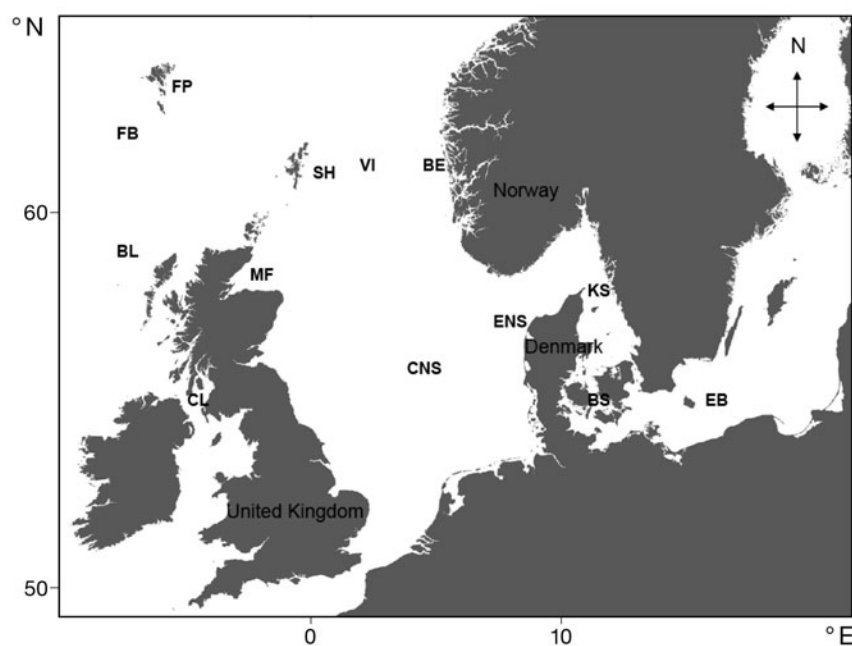 °N
N
FP
FB
SH
VI
BE
Norway
60
BL
MF
KS
ENS
Denmark
CNS
CL
BS
EB
United Kingdom
50
0
10
°E